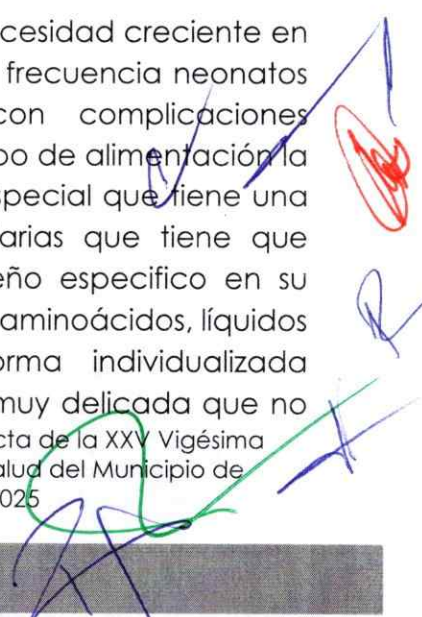 cesidad creciente en
frecuencia neonatos
con complicaciones
po de alimentación la
special que tiene una
arias que tiene que
eño especifico en su
aminoácidos, líquidos
orma individualizada
muy delicada que no
cta de la XXV Vigésima
alud del Municipio de
2025